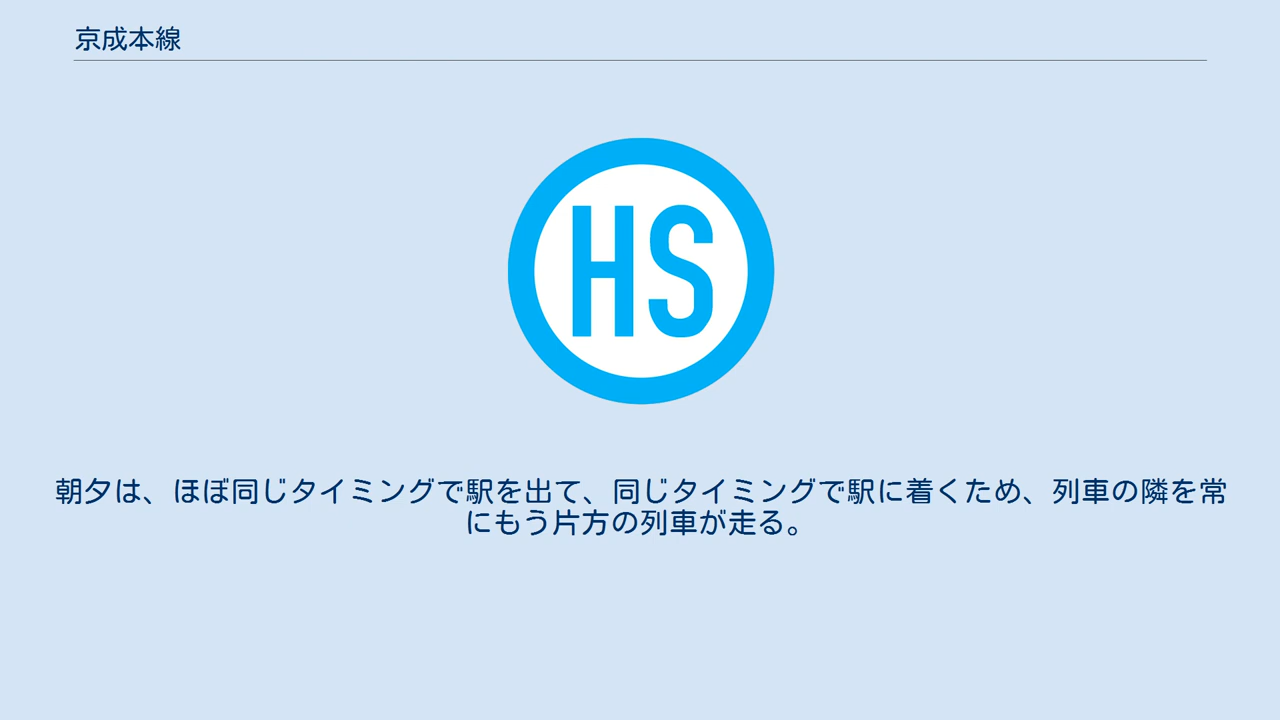 京成本線
HS
朝夕は、ほぼ同じタイミングで駅を出て、同じタイミングで駅に着くため、列車の隣を常
にもう片方の列車が走る。